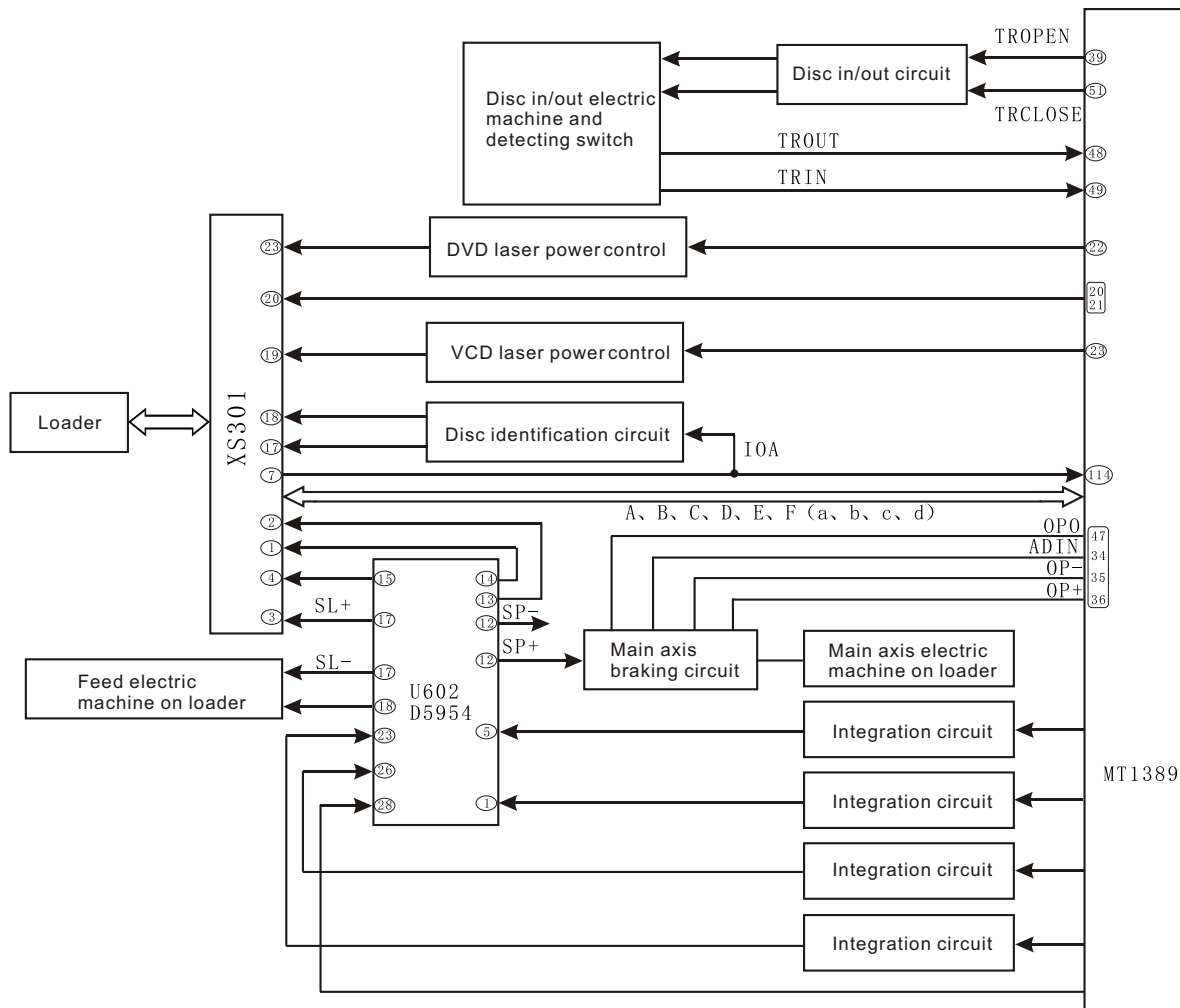 TROPEN
39
Disc in/out circuit
51
Disc in/out electric
machine and
detecting switch
TRCLOSE
TROUT
48
TRIN
49
23
DVD laser power control
22
20
20
21
19
VCD laser power control
23
Loader
XS301
18
17
Disc identification circuit
IOA
7
114
A、B、C、D、E、F (a、b、c、d)
2
1
4
3
OPO
47
ADIN
34
OP-
35
OP+
36
15
14
13
SL+
17
12
SP-
12
SP+
Main axis
braking circuit
Main axis electric
machine on loader
Feed electric
machine on loader
SL-
17
18
U602
D5954
23
5
Integration circuit
26
MT1389
28
1
Integration circuit
Integration circuit
Integration circuit